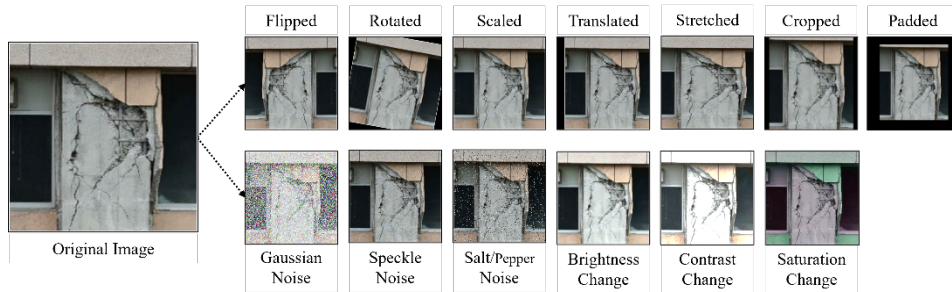 Flipped
Rotated
Scaled
Translated
Stretched
Cropped
Padded
Original Image
Gaussian
Noise
Speckle
Noise
Salt/Pepper
Noise
Brightness
Change
Contrast
Change
Saturation
Change